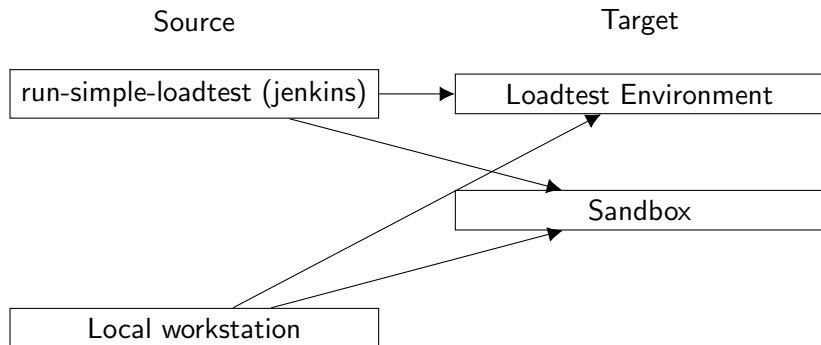 Source
Target
run-simple-loadtest (jenkins)
Loadtest Environment
Sandbox
Local workstation